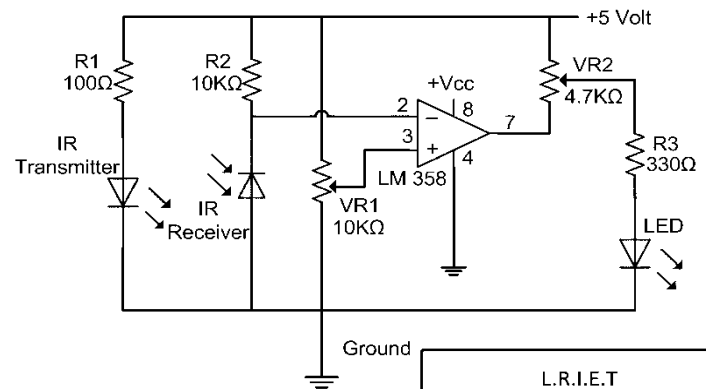 +5 Volt
R1
100Ω
R2
10KΩ
VR2
4.7KΩ
+Vcc
2
8
−
3
+
7
4
LM 358
R3
330Ω
IR
Transmitter
IR
Receiver
VR1
10KΩ
LED
Ground
L.R.I.E.T